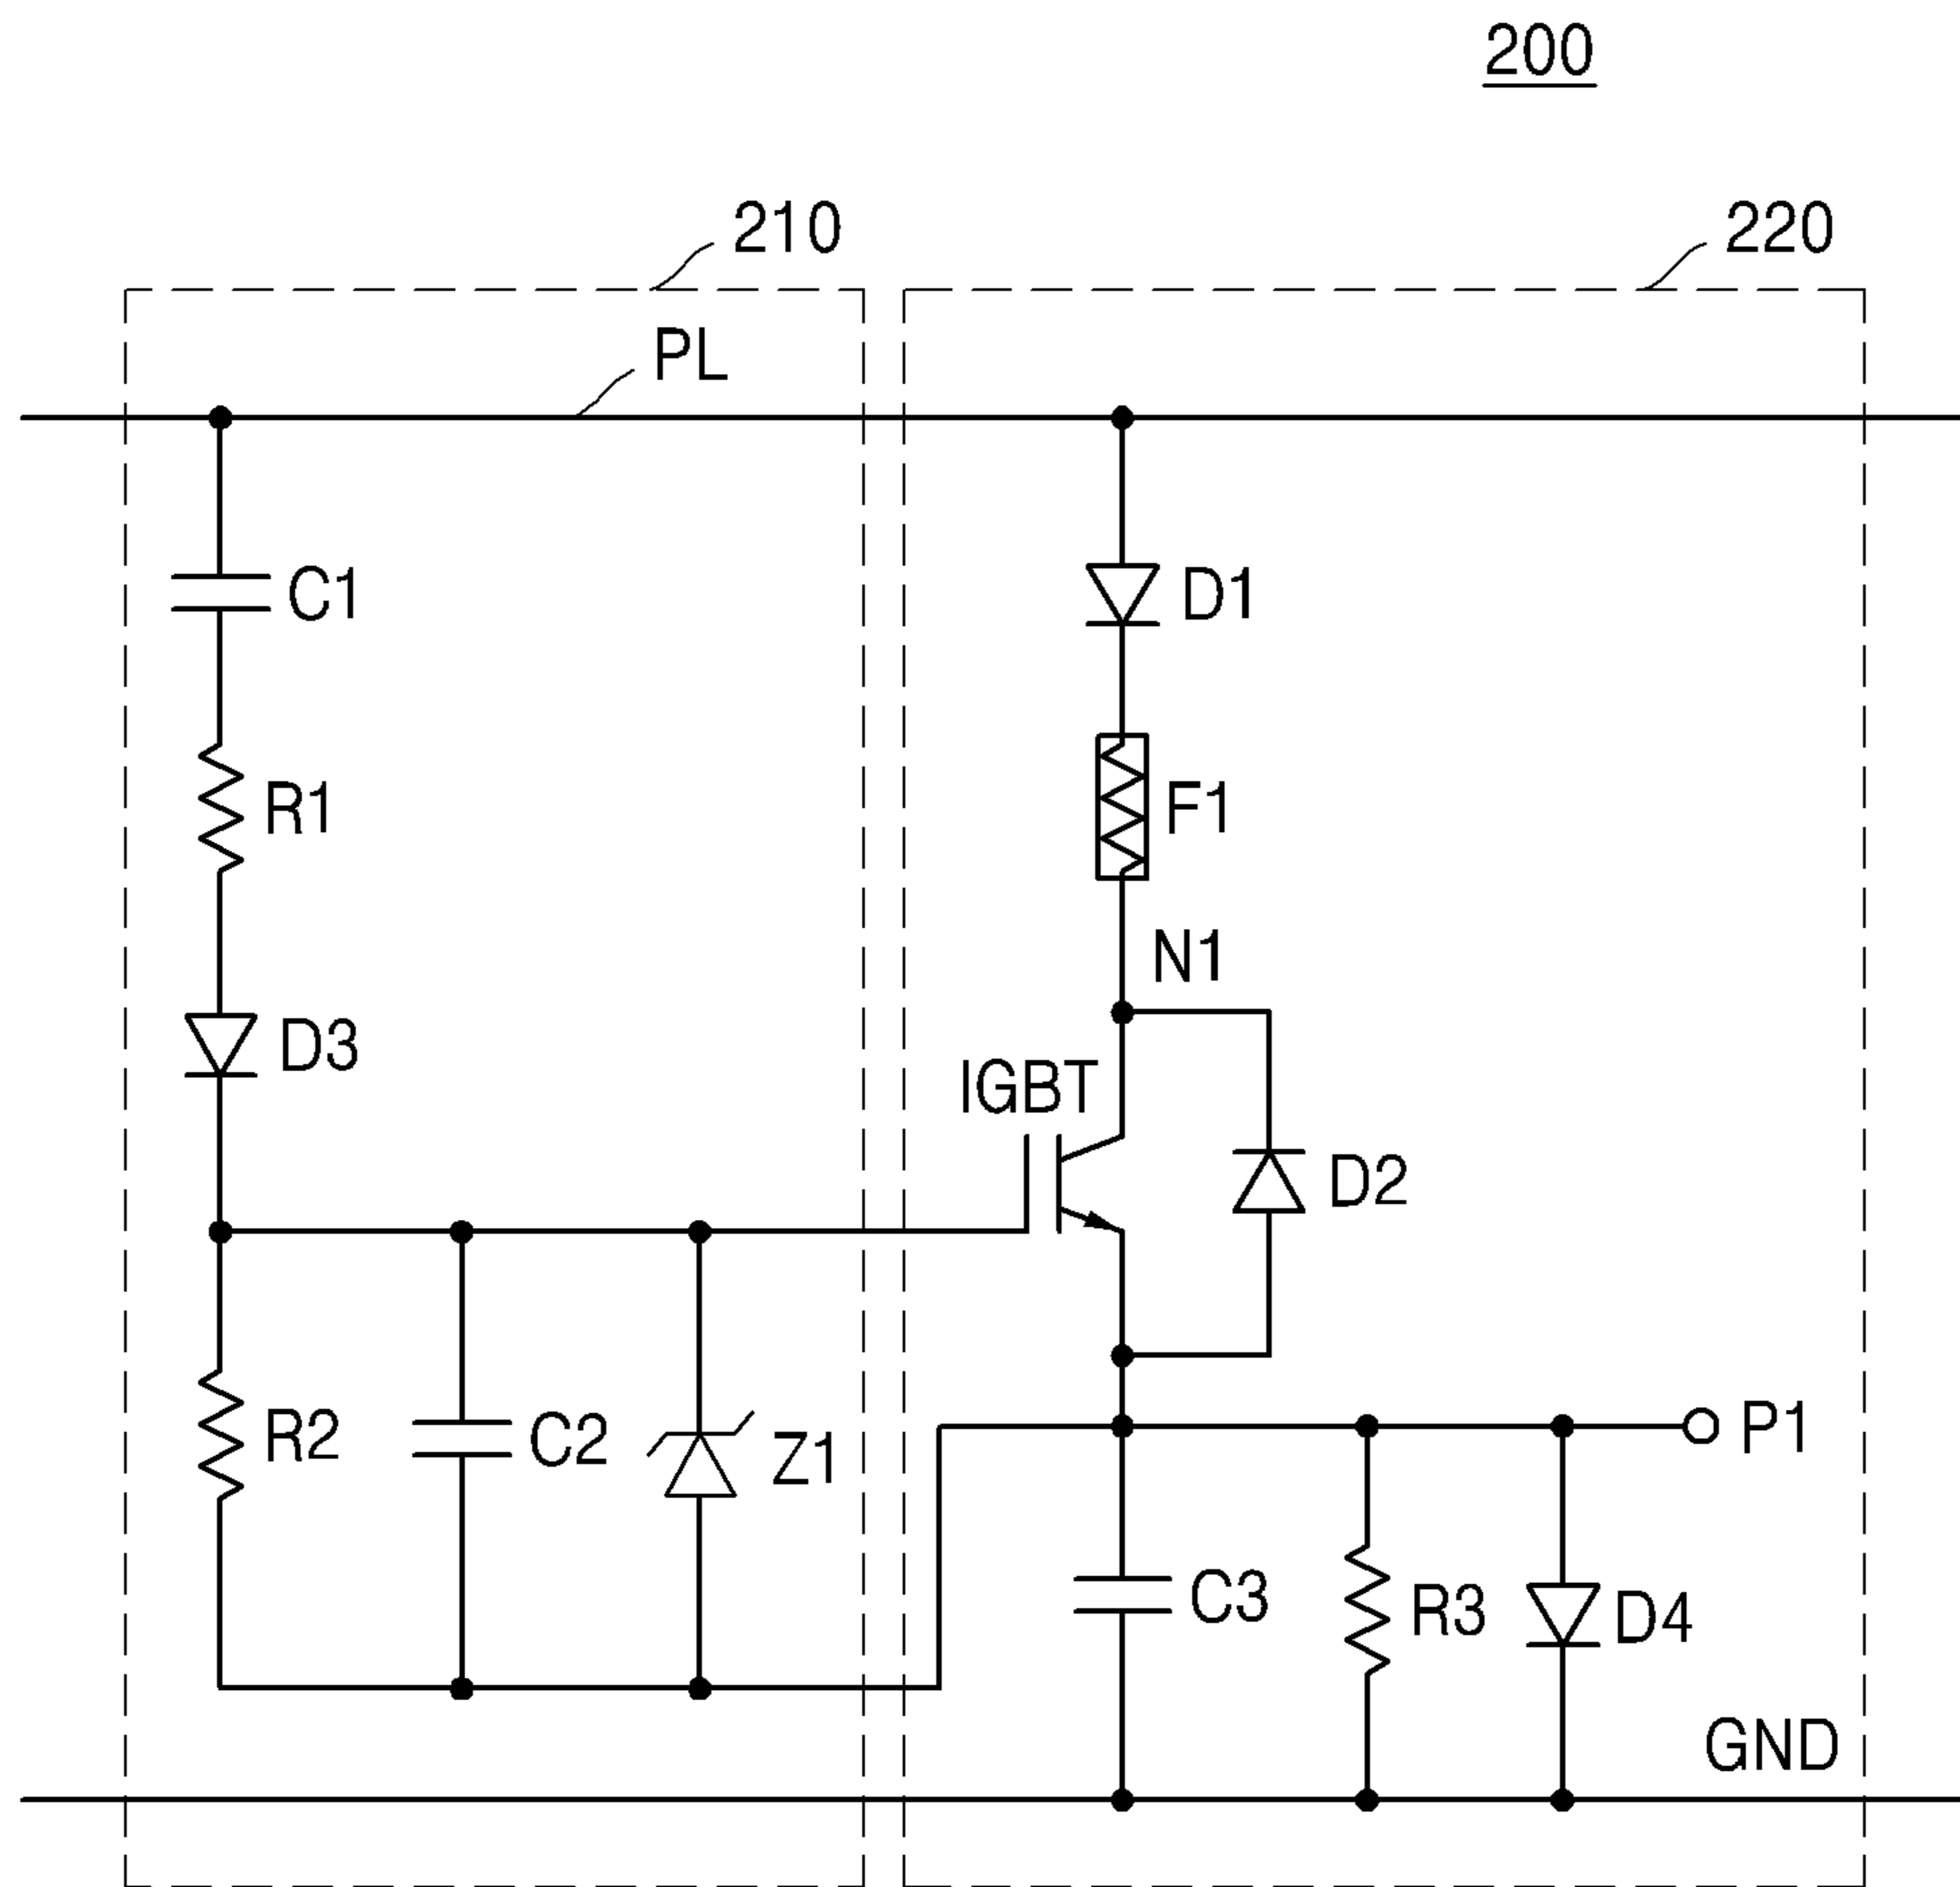 200
210
220
PL
C1
D1
R1
F1
N1
D3
IGBT
D2
R2
C2
Z1
P1
C3
R3
D4
GND